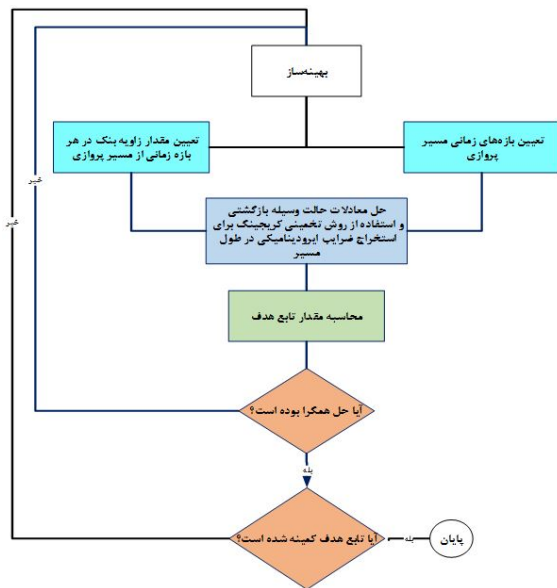 بهینه‌ساز
تعیین بازه‌های زمانی مسیر
پروازی
تعیین مقدار زاویه بنک در هر
بازه زمانی از مسیر پروازی
حل معادلات حالت وسیله بازگشتی
و استفاده از روش تخمینی کریجینگ برای
استخراج ضرایب ایرودینامیکی در طول
مسیر
محاسبه مقدار تابع هدف
آیا حل همگرا بوده است؟
خیر
بله
آیا تابع هدف کمینه شده است؟
خیر
بله
پایان